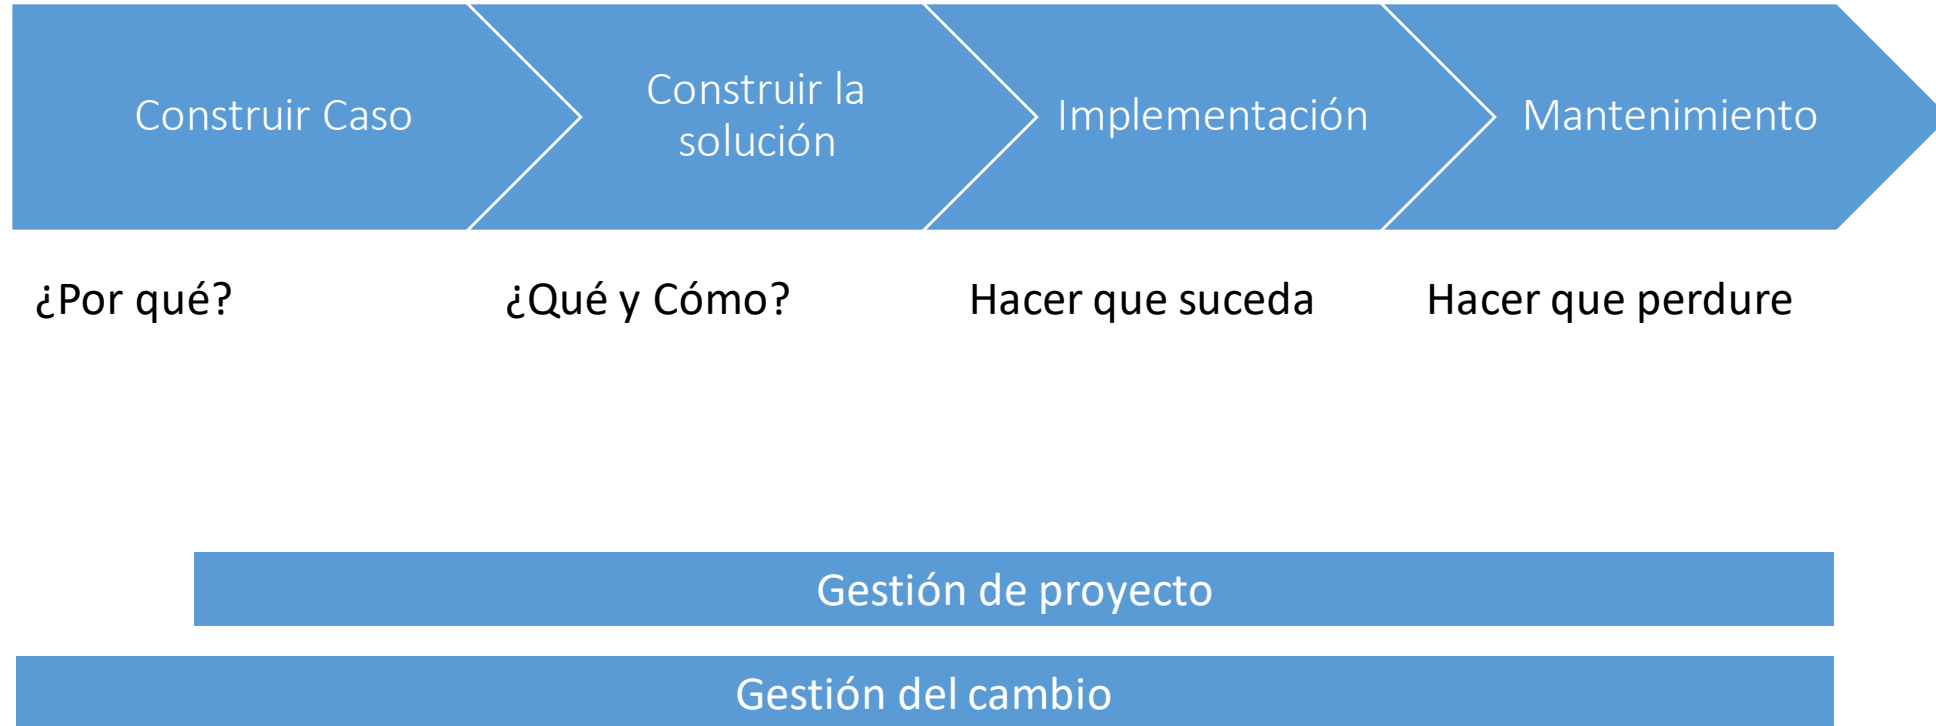 Construir Caso
Construir la
solución
Implementación
Mantenimiento
¿Por qué?
¿Qué y Cómo?
Hacer que suceda
Hacer que perdure
Gestión de proyecto
Gestión del cambio